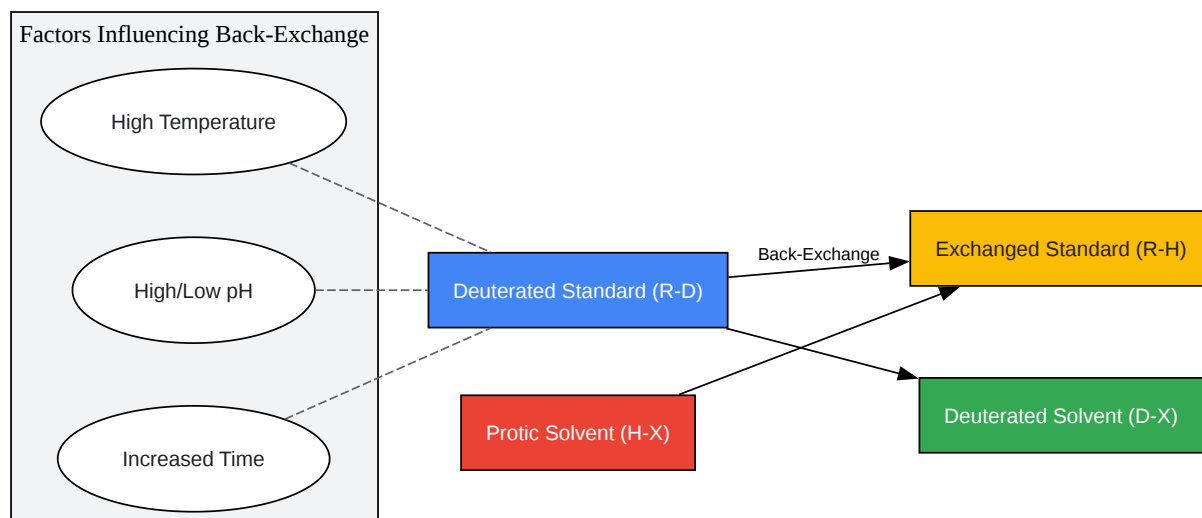 Factors Influencing Back-Exchange
High Temperature
High/Low pH
Increased Time
Deuterated Standard (R-D)
Protic Solvent (H-X)
Back-Exchange
Exchanged Standard (R-H)
Deuterated Solvent (D-X)